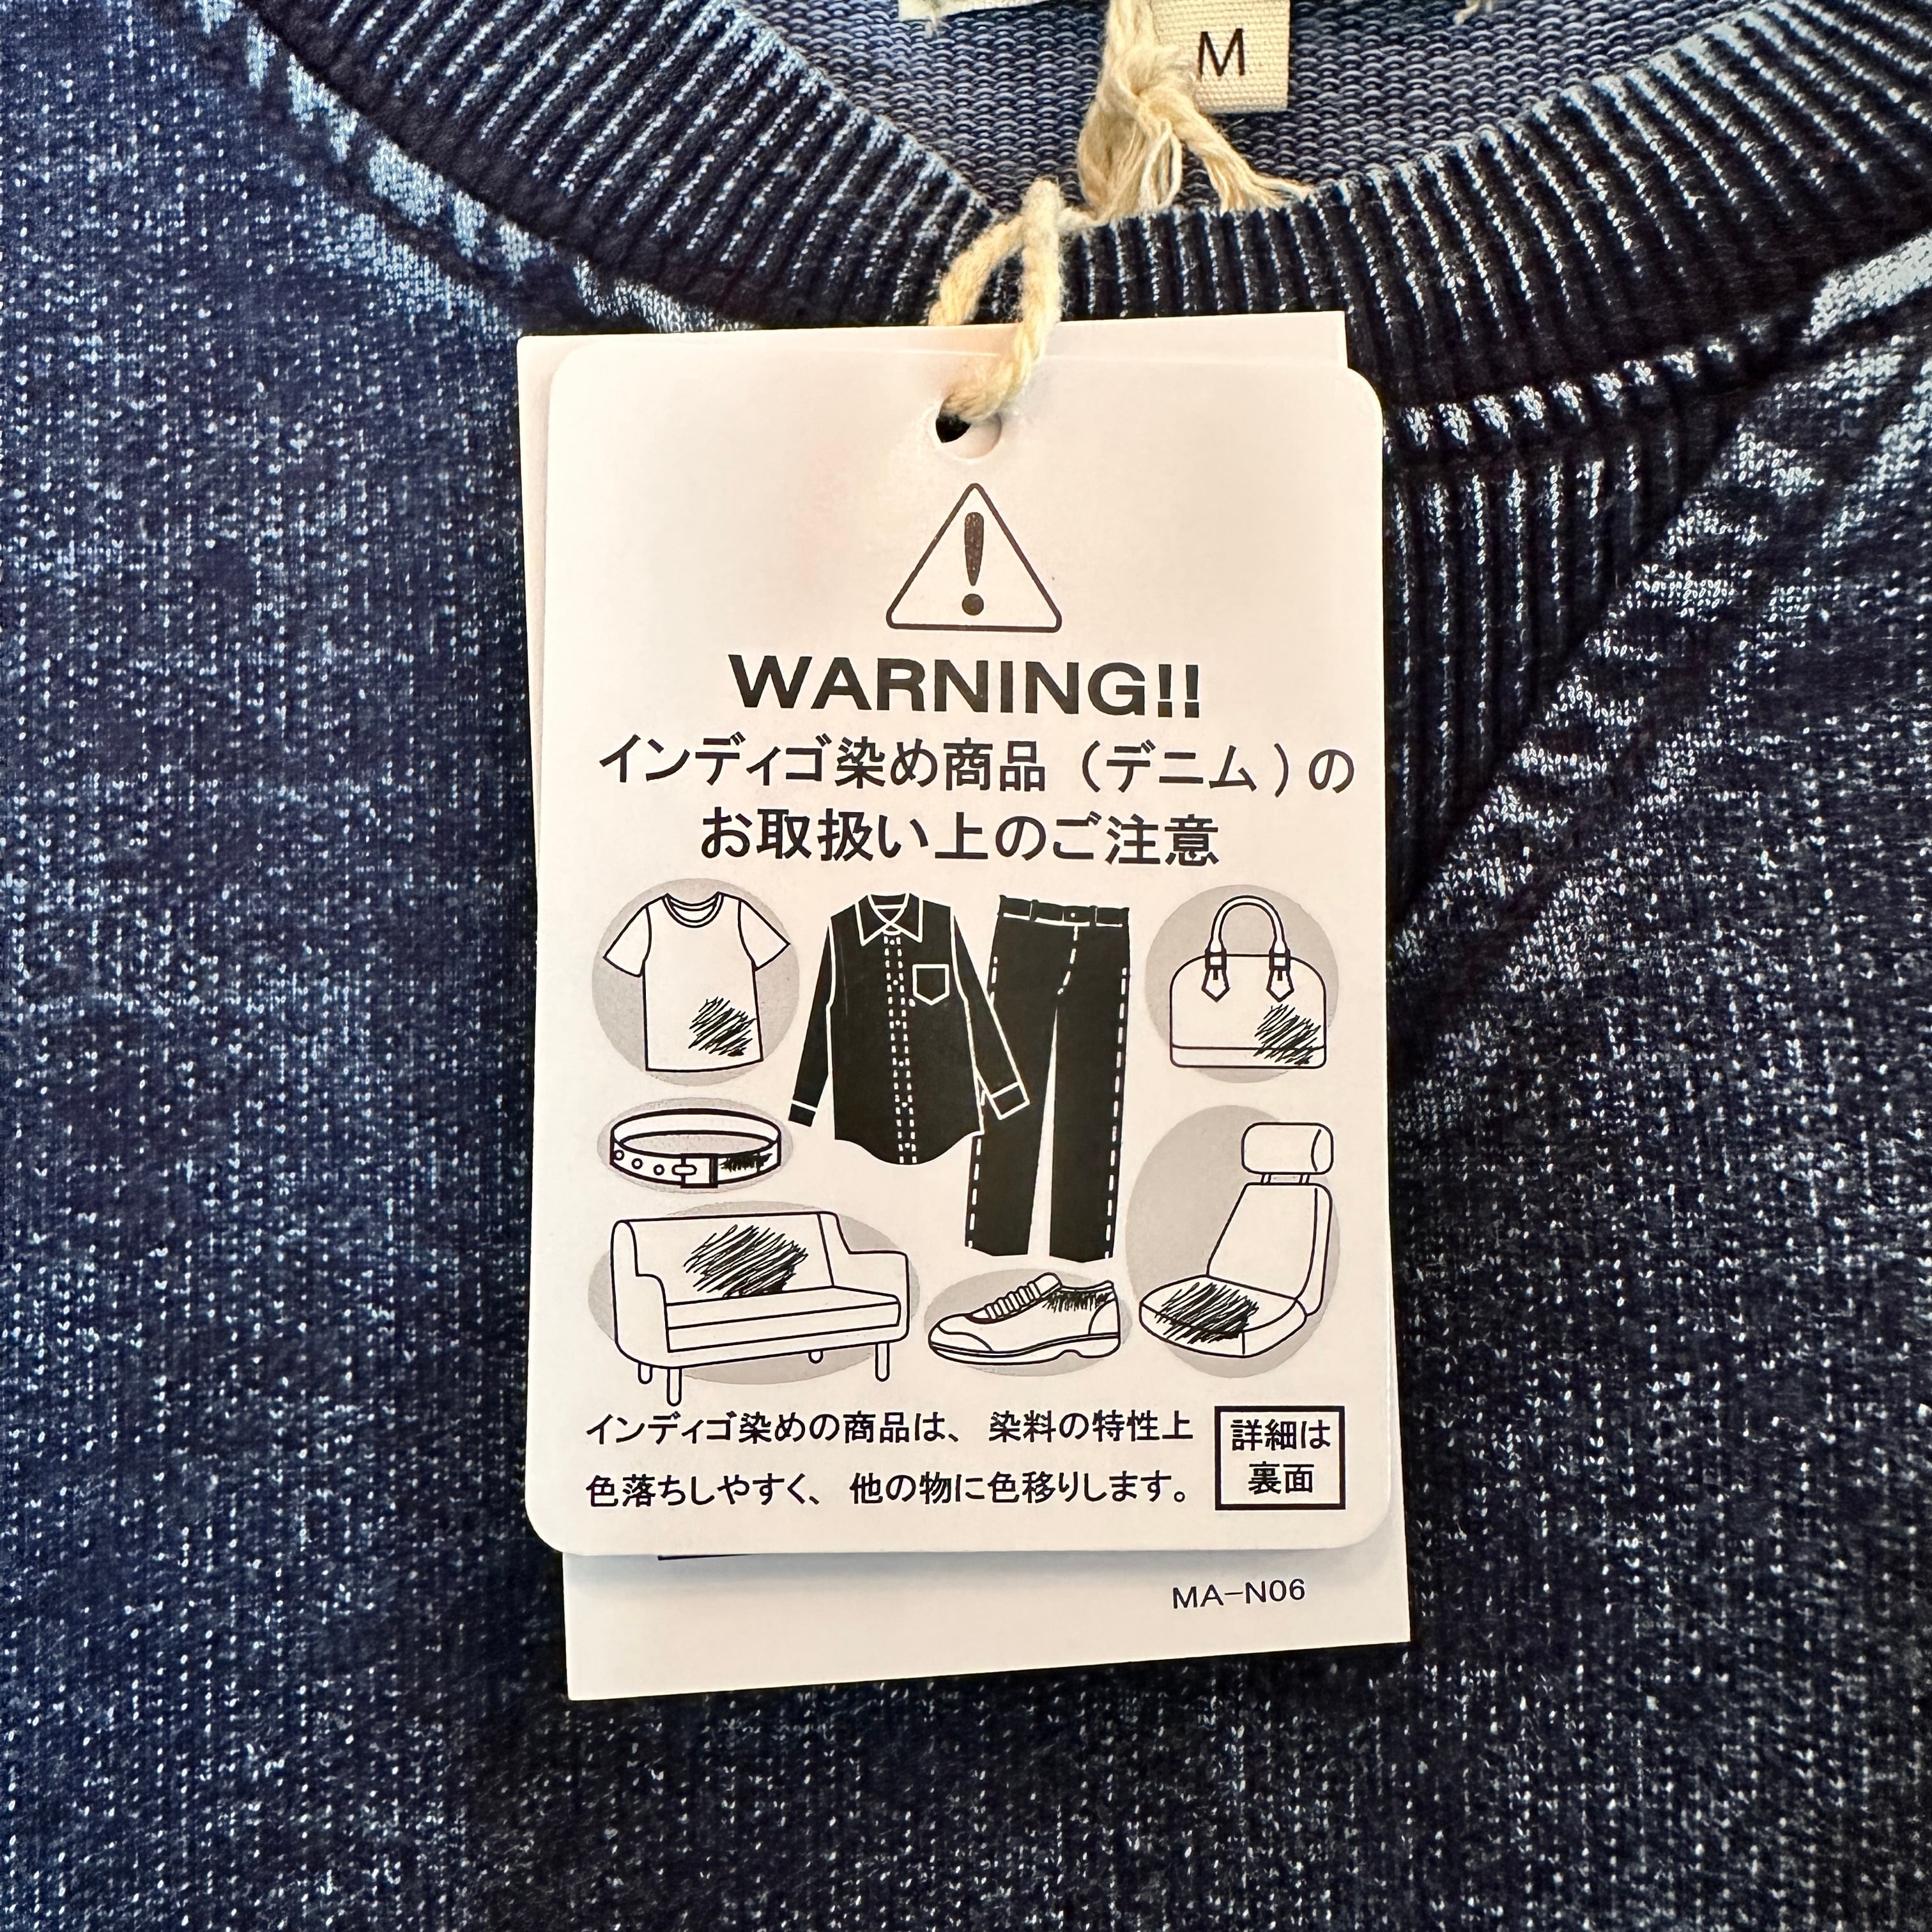 M
WARNING!!
インディゴ染め商品（デニム）の
お取扱い上のご注意
インディゴ染めの商品は、染料の特性上
色落ちしやすく、他の物に色移りします。
詳細は
裏面
MA-N06